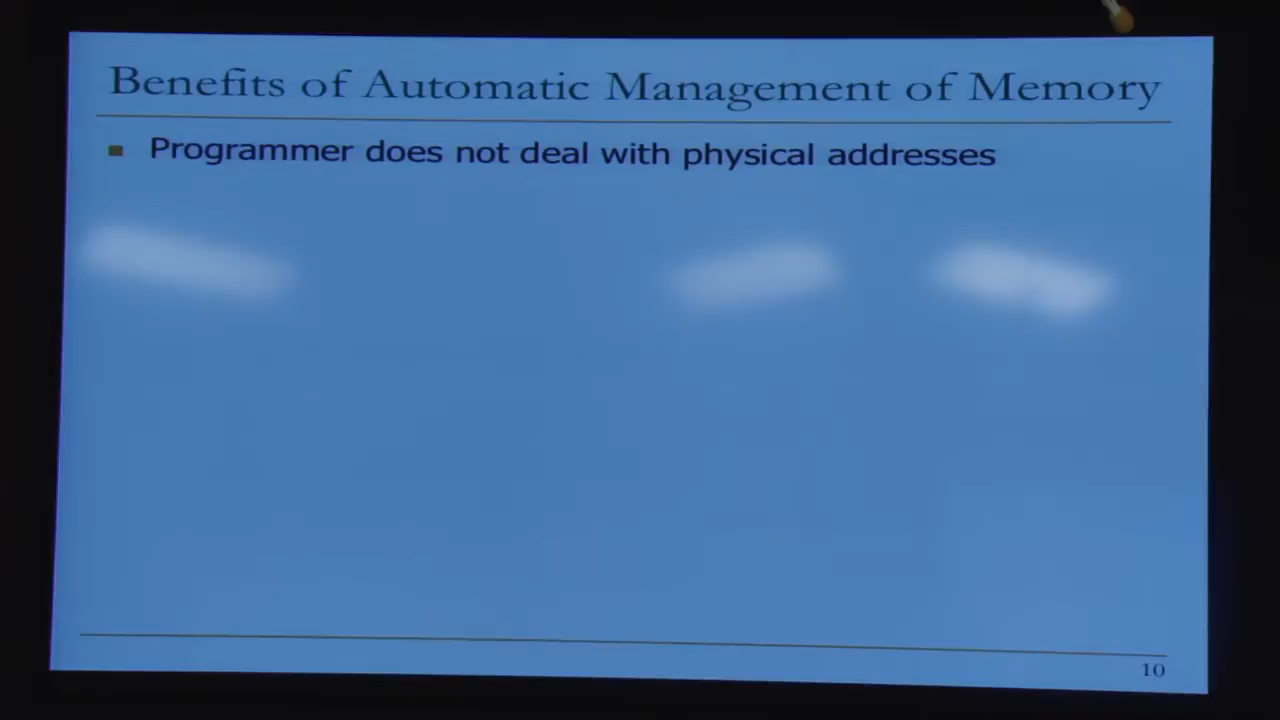 Benefits of Automatic Management of Memory
Programmer does not deal with physical addresses
10